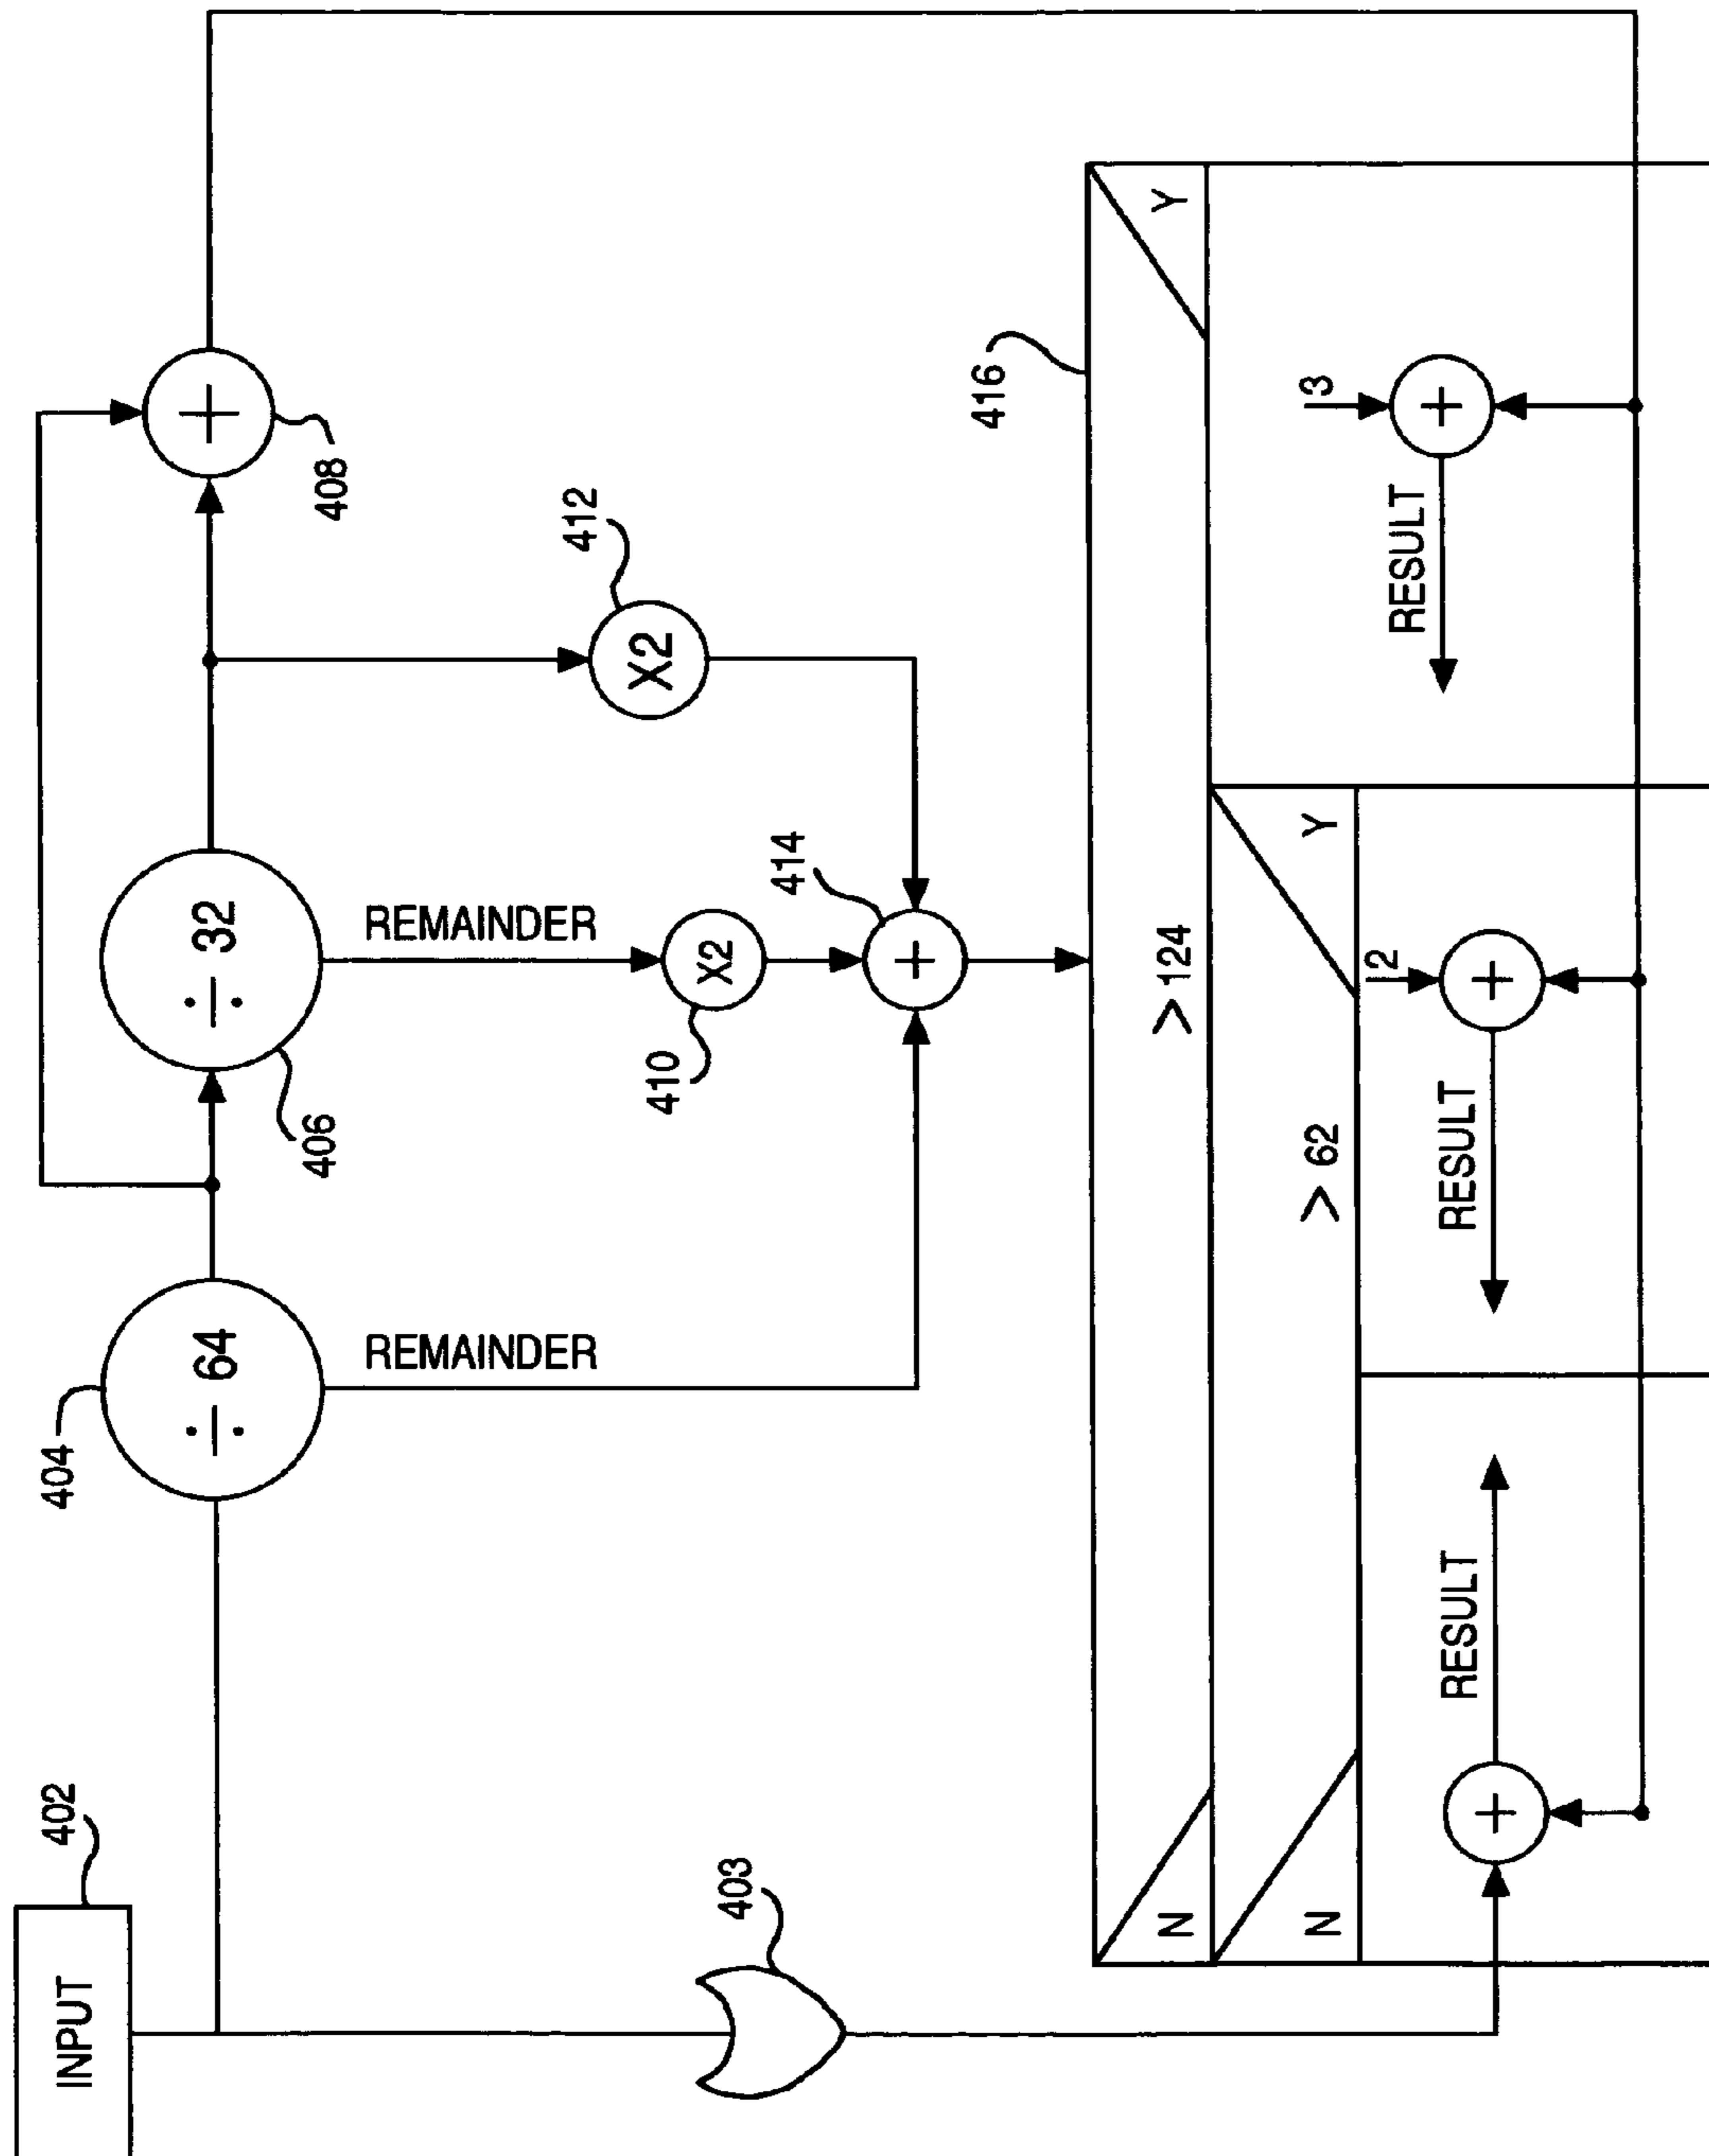 INPUT
402
403
404
÷ 64
REMAINDER
406
÷ 32
REMAINDER
408
+
410
X2
412
X2
414
+
416
N
> 124
Y
N
> 62
Y
+
RESULT
2
+
RESULT
3
+
RESULT